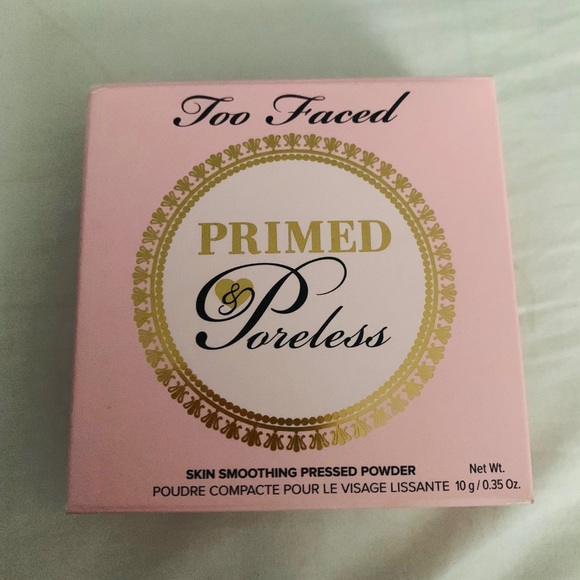 Too Faced
PRIMED
& Poreless
SKIN SMOOTHING PRESSED POWDER Net Wt.
POUDRE COMPACTE POUR LE VISAGE LISSANTE 10 g / 0.35 Oz.